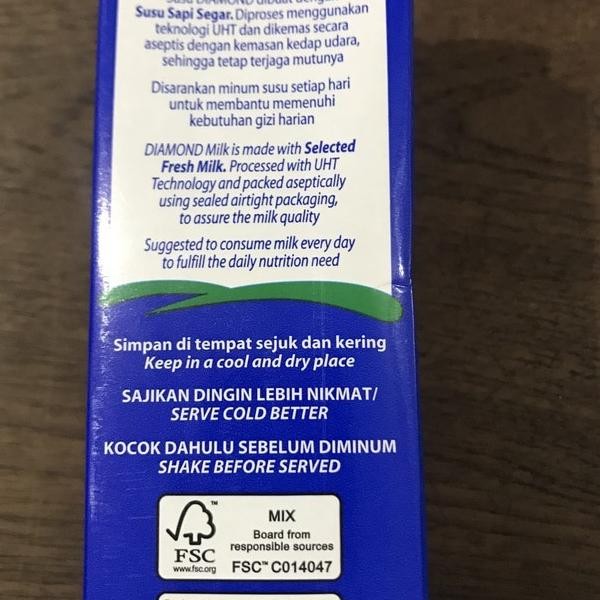 Susu DIAMOND dibuat dengan
Susu Sapi Segar. Diproses menggunakan
teknologi UHT dan dikemas secara
aseptis dengan kemasan kedap udara,
sehingga tetap terjaga mutunya
Disarankan minum susu setiap hari
untuk membantu memenuhi
kebutuhan gizi harian
DIAMOND Milk is made with Selected
Fresh Milk. Processed with UHT
Technology and packed aseptically
using sealed airtight packaging,
to assure the milk quality
Suggested to consume milk every day
to fulfill the daily nutrition need
Simpan di tempat sejuk dan kering
Keep in a cool and dry place
SAJIKAN DINGIN LEBIH NIKMAT/
SERVE COLD BETTER
KOCOK DAHULU SEBELUM DIMINUM
SHAKE BEFORE SERVED
™
FSC
www.fsc.org
MIX
Board from
responsible sources
FSC™ C014047